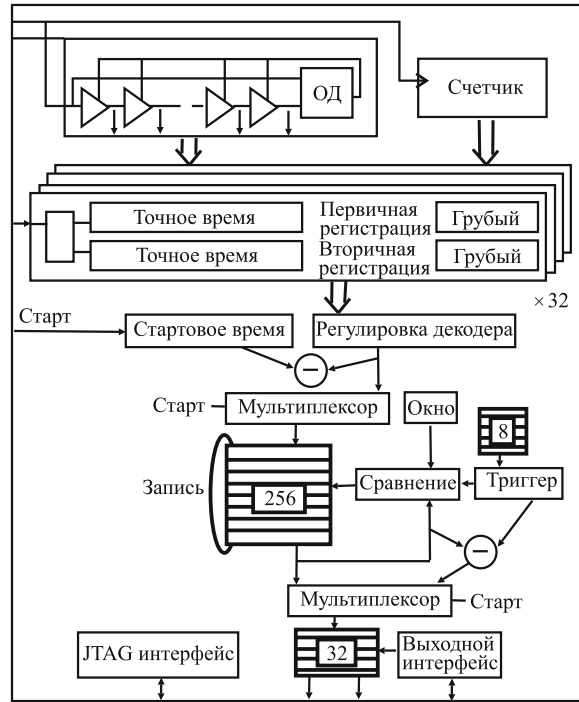 ОД
Счетчик
Точное время
Первичная
регистрация
Грубый
Точное время
Вторичная
регистрация
Грубый
×32
Старт
Стартовое время
Регулировка декодера
−
Старт
Мультиплексор
Окно
8
Запись
256
Сравнение
Триггер
−
Мультиплексор
Старт
JTAG интерфейс
32
Выходной
интерфейс